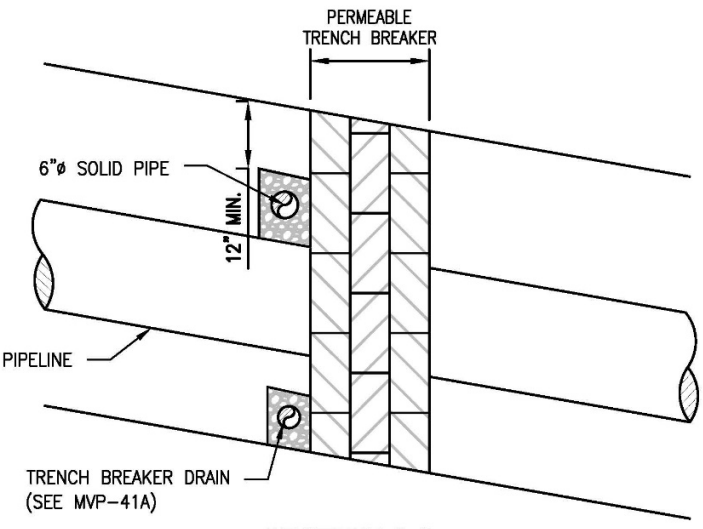 PERMEABLE
TRENCH BREAKER
6"ø SOLID PIPE
12" MIN.
PIPELINE
TRENCH BREAKER DRAIN
(SEE MVP-41A)